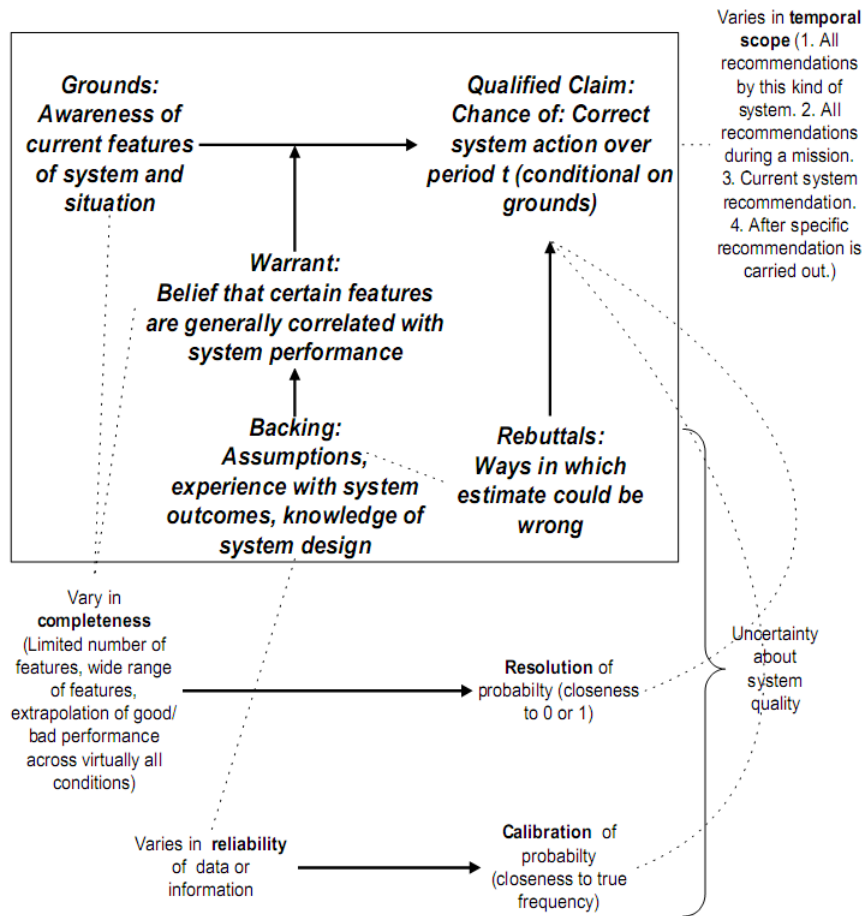 Grounds:
Awareness of
current features
of system and
situation
Qualified Claim:
Chance of: Correct
system action over
period t (conditional on
grounds)
Varies in temporal
scope (1. All
recommendations
by this kind of
system. 2. All
recommendations
during a mission.
3. Current system
recommendation.
4. After specific
recommendation is
carried out.)
Warrant:
Belief that certain features
are generally correlated with
system performance
Backing:
Assumptions,
experience with system
outcomes, knowledge of
system design
Rebuttals:
Ways in which
estimate could be
wrong
Vary in
completeness
(Limited number of
features, wide range
of features,
extrapolation of good/
bad performance
across virtually all
conditions)
Resolution of
probabilty (closeness
to 0 or 1)
Uncertainty
about
system
quality
Varies in reliability
of data or
information
Calibration of
probabilty
(closeness to true
frequency)